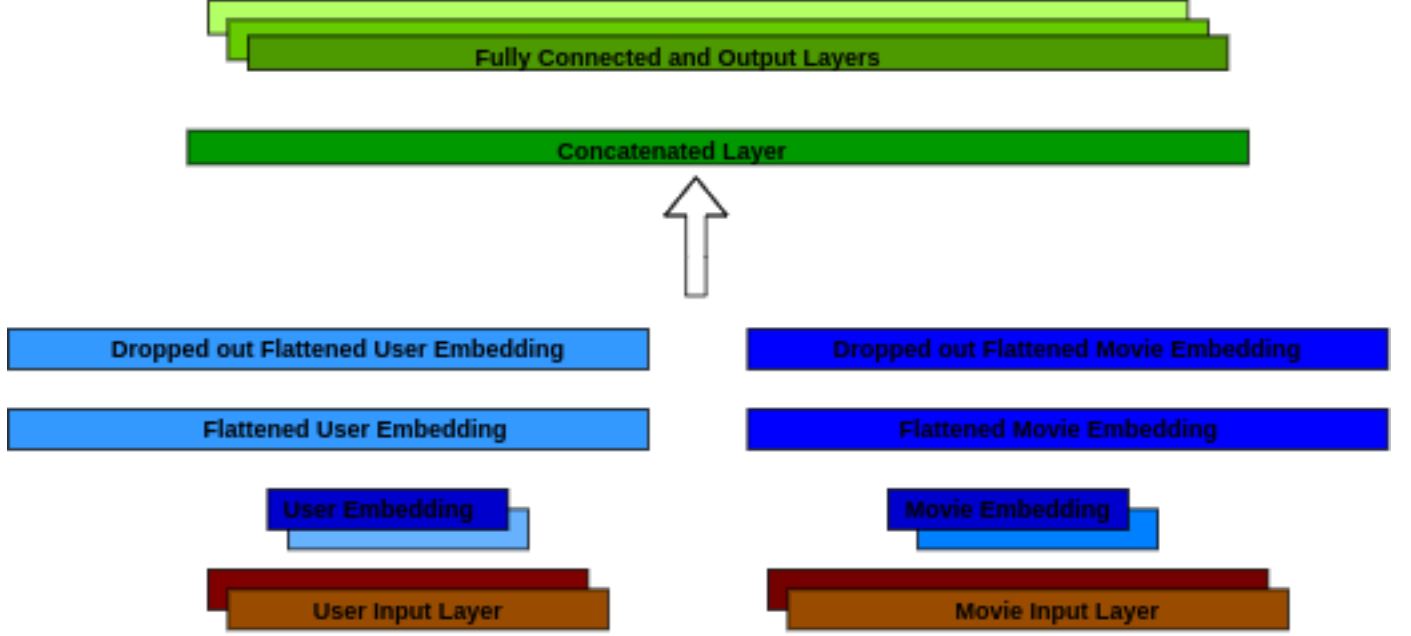 Fully Connected and Output Layers
Concatenated Layer
Dropped out Flattened User Embedding
Dropped out Flattened Movie Embedding
Flattened User Embedding
Flattened Movie Embedding
User Embedding
Movie Embedding
User Input Layer
Movie Input Layer